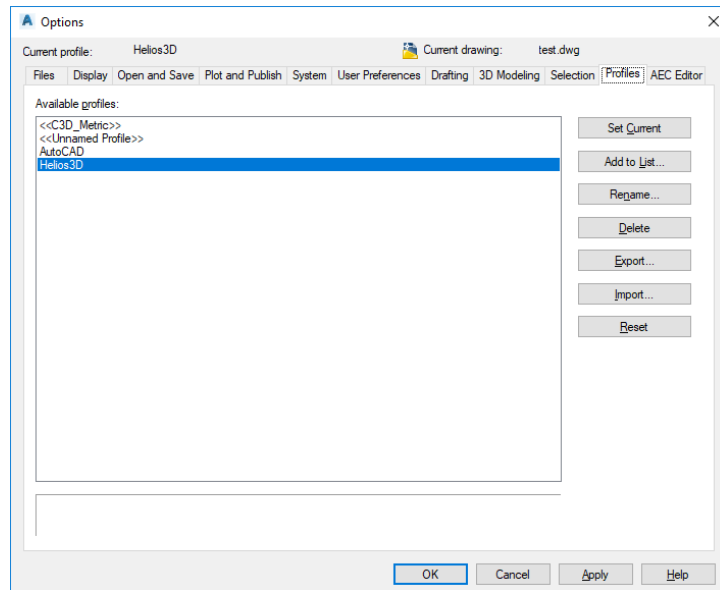 A Options
Current profile: Helios3D Current drawing: test.dwg
Files Display Open and Save Plot and Publish System User Preferences Drafting 3D Modeling Selection Profiles AEC Editor
Available profiles:
<<C3D_Metric>>
<<Unnamed Profile>>
AutoCAD
Helios3D
Set Current
Add to List...
Rename...
Delete
Export...
Import...
Reset
OK Cancel Apply Help